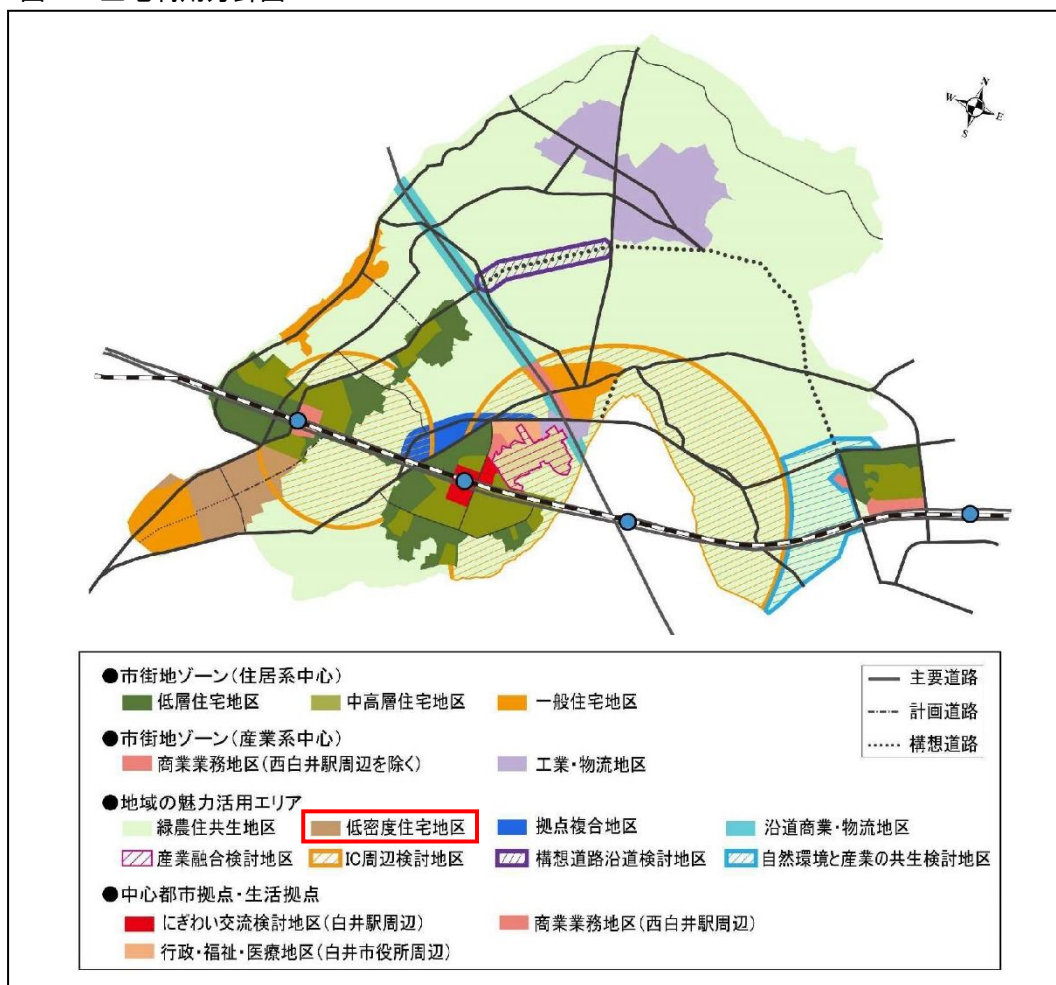 N
W
E
S
●市街地ゾーン(住居系中心)
低層住宅地区 中高層住宅地区 一般住宅地区
●市街地ゾーン(産業系中心)
商業業務地区(西白井駅周辺を除く) 工業・物流地区
●地域の魅力活用エリア
緑農住共生地区 低密度住宅地区 拠点複合地区 沿道商業・物流地区
産業融合検討地区 IC周辺検討地区 構想道路沿道検討地区 自然環境と産業の共生検討地区
●中心都市拠点・生活拠点
にぎわい交流検討地区(白井駅周辺) 商業業務地区(西白井駅周辺)
行政・福祉・医療地区(白井市役所周辺)
主要道路
計画道路
構想道路